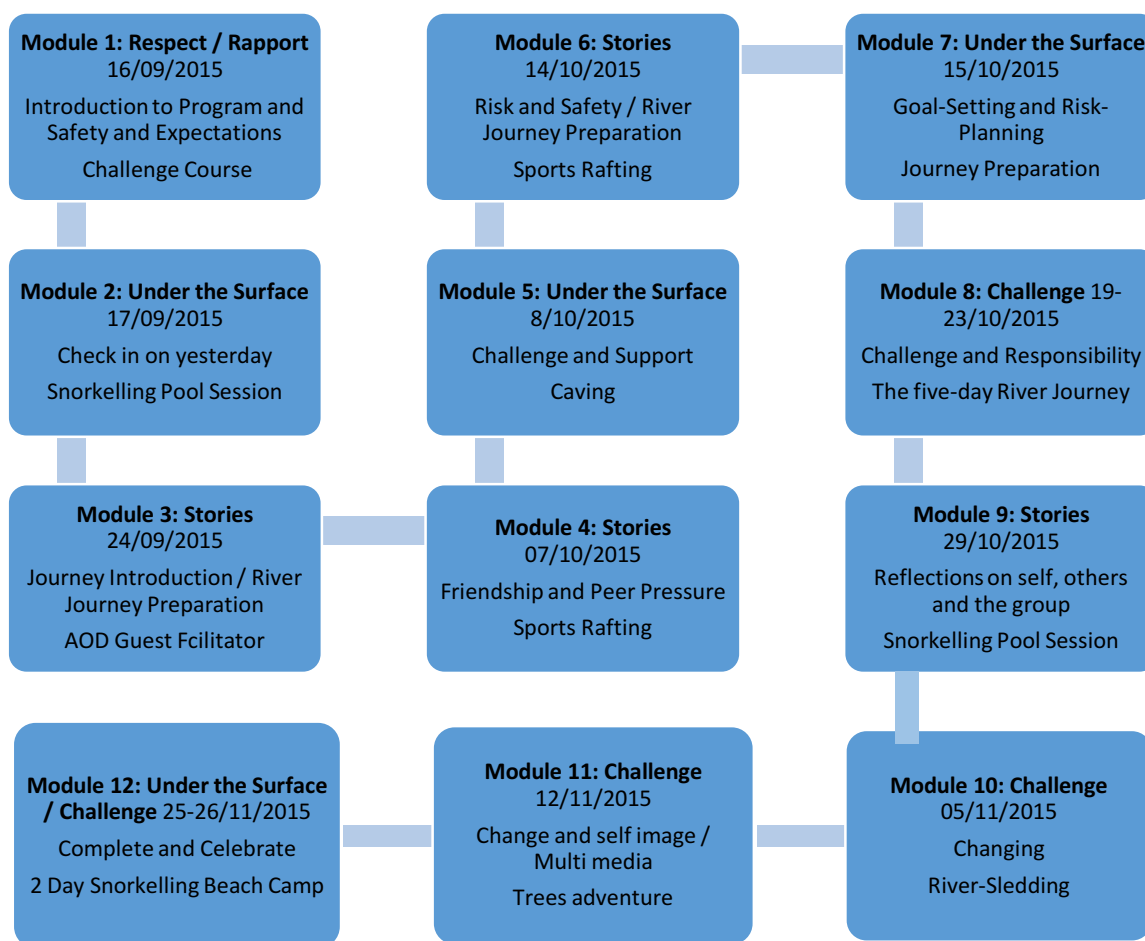 Module 1: Respect / Rapport
16/09/2015
Introduction to Program and
Safety and Expectations
Challenge Course
Module 2: Under the Surface
17/09/2015
Check in on yesterday
Snorkelling Pool Session
Module 3: Stories
24/09/2015
Journey Introduction / River
Journey Preparation
AOD Guest Fcilitator
Module 4: Stories
07/10/2015
Friendship and Peer Pressure
Sports Rafting
Module 5: Under the Surface
8/10/2015
Challenge and Support
Caving
Module 6: Stories
14/10/2015
Risk and Safety / River
Journey Preparation
Sports Rafting
Module 7: Under the Surface
15/10/2015
Goal-Setting and Risk-
Planning
Journey Preparation
Module 8: Challenge 19-
23/10/2015
Challenge and Responsibility
The five-day River Journey
Module 9: Stories
29/10/2015
Reflections on self, others
and the group
Snorkelling Pool Session
Module 10: Challenge
05/11/2015
Changing
River-Sledding
Module 11: Challenge
12/11/2015
Change and self image /
Multi media
Trees adventure
Module 12: Under the Surface
/ Challenge 25-26/11/2015
Complete and Celebrate
2 Day Snorkelling Beach Camp